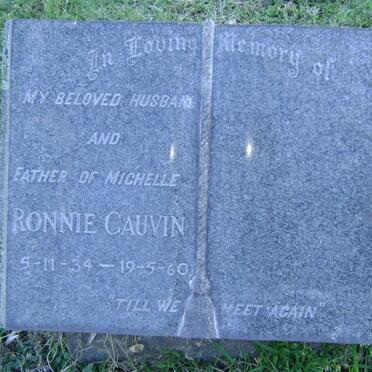 In Loving Memory of
MY BELOVED HUSBAND
AND
FATHER OF MICHELLE
RONNIE CAUVIN
5-11-34-19-5-60
"TILL WE MEET AGAIN"